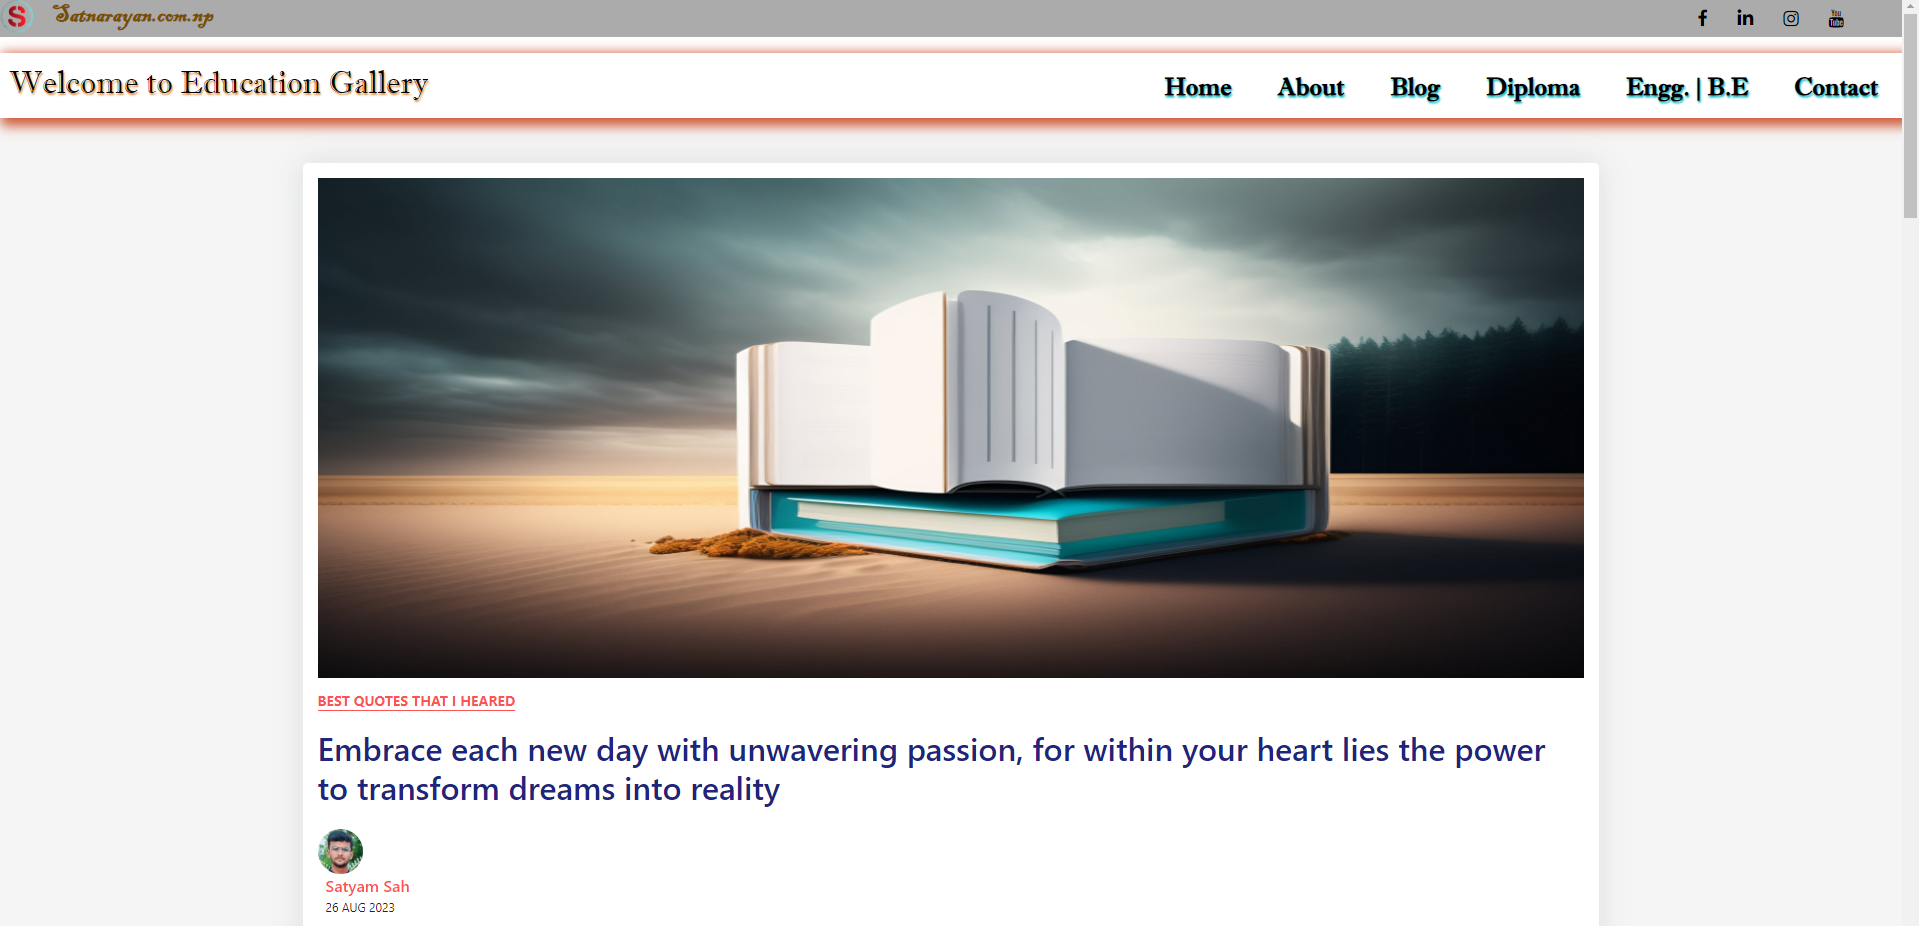 S Satnarayan.com.np
You Tube
Welcome to Education Gallery
Home About Blog Diploma Engg. | B.E Contact
BEST QUOTES THAT I HEARED
Embrace each new day with unwavering passion, for within your heart lies the power
to transform dreams into reality
Satyam Sah
26 AUG 2023